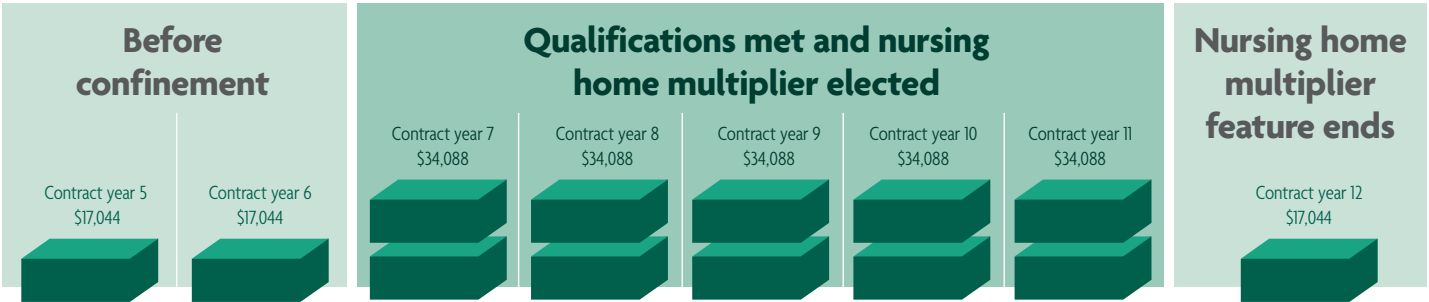 Before
confinement
Contract year 5
$17,044
Contract year 6
$17,044
Qualifications met and nursing
home multiplier elected
Contract year 7
$34,088
Contract year 8
$34,088
Contract year 9
$34,088
Contract year 10
$34,088
Contract year 11
$34,088
Nursing home
multiplier
feature ends
Contract year 12
$17,044